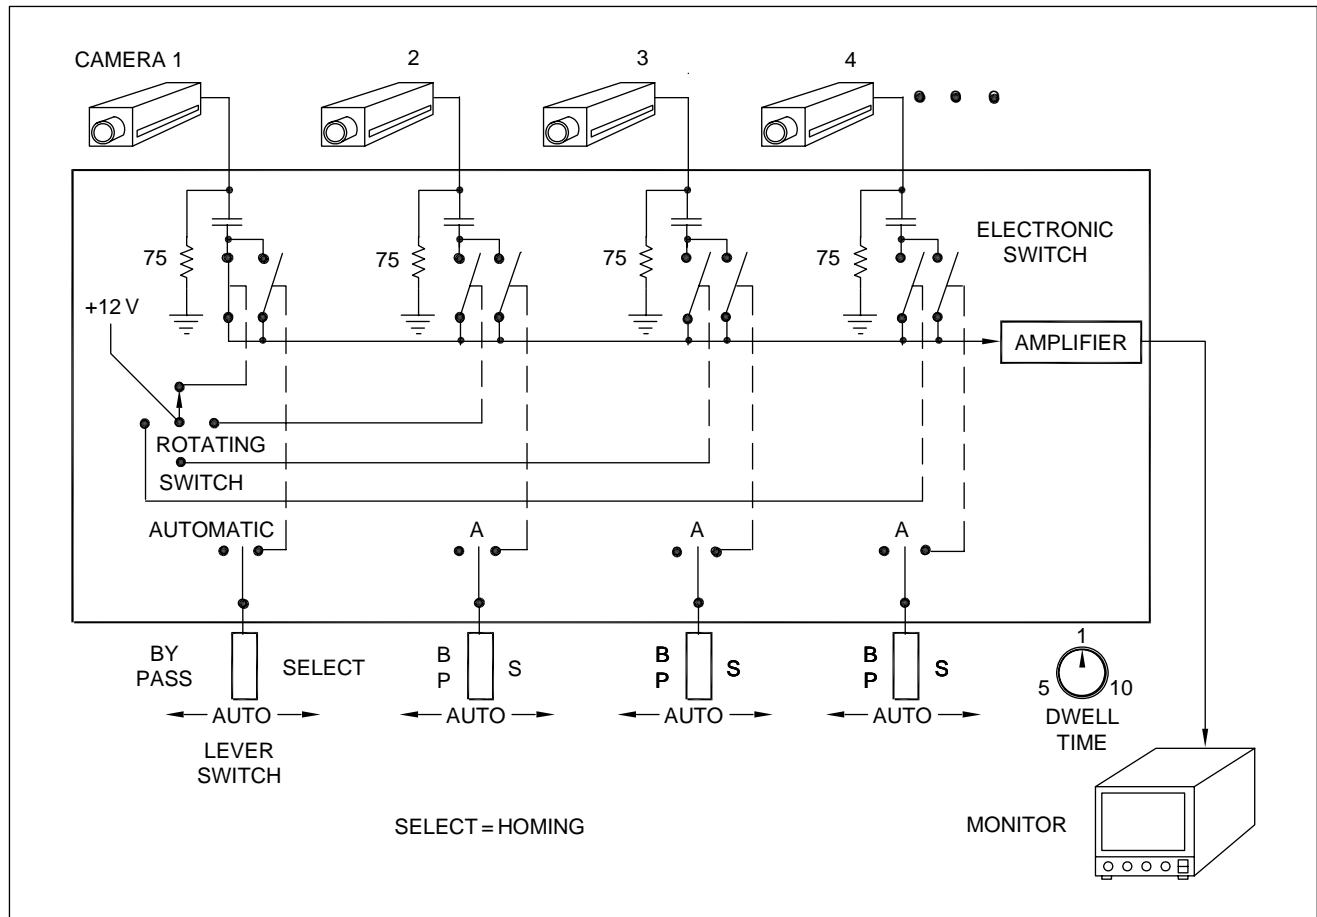 CAMERA 1
2
3
4
ELECTRONIC
SWITCH
75
75
75
75
+12 V
AMPLIFIER
ROTATING
SWITCH
AUTOMATIC
A
A
A
BY
PASS
SELECT
B
P
S
B
P
S
B
P
S
1
5
10
AUTO
AUTO
AUTO
AUTO
DWELL
TIME
LEVER
SWITCH
SELECT = HOMING
MONITOR